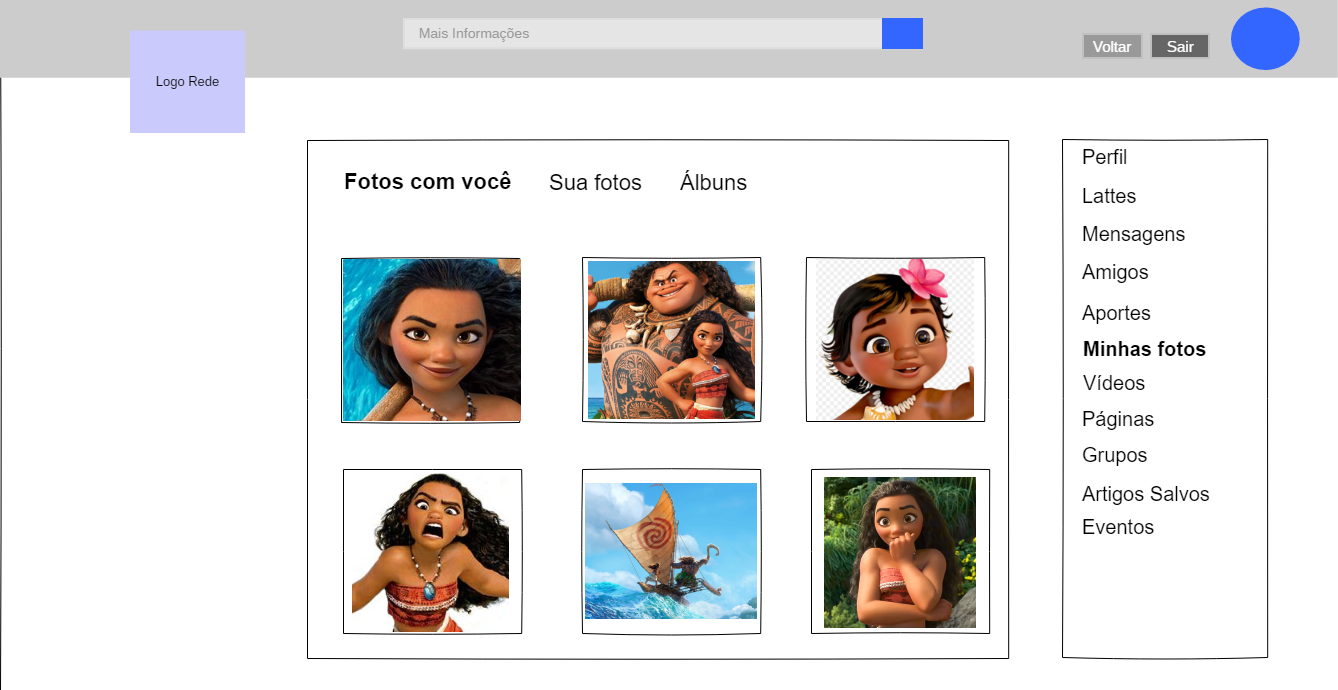 Mais Informações
Voltar
Sair
Logo Rede
Fotos com você
Sua fotos
Álbuns
Perfil
Lattes
Mensagens
Amigos
Aportes
Minhas fotos
Vídeos
Páginas
Grupos
Artigos Salvos
Eventos